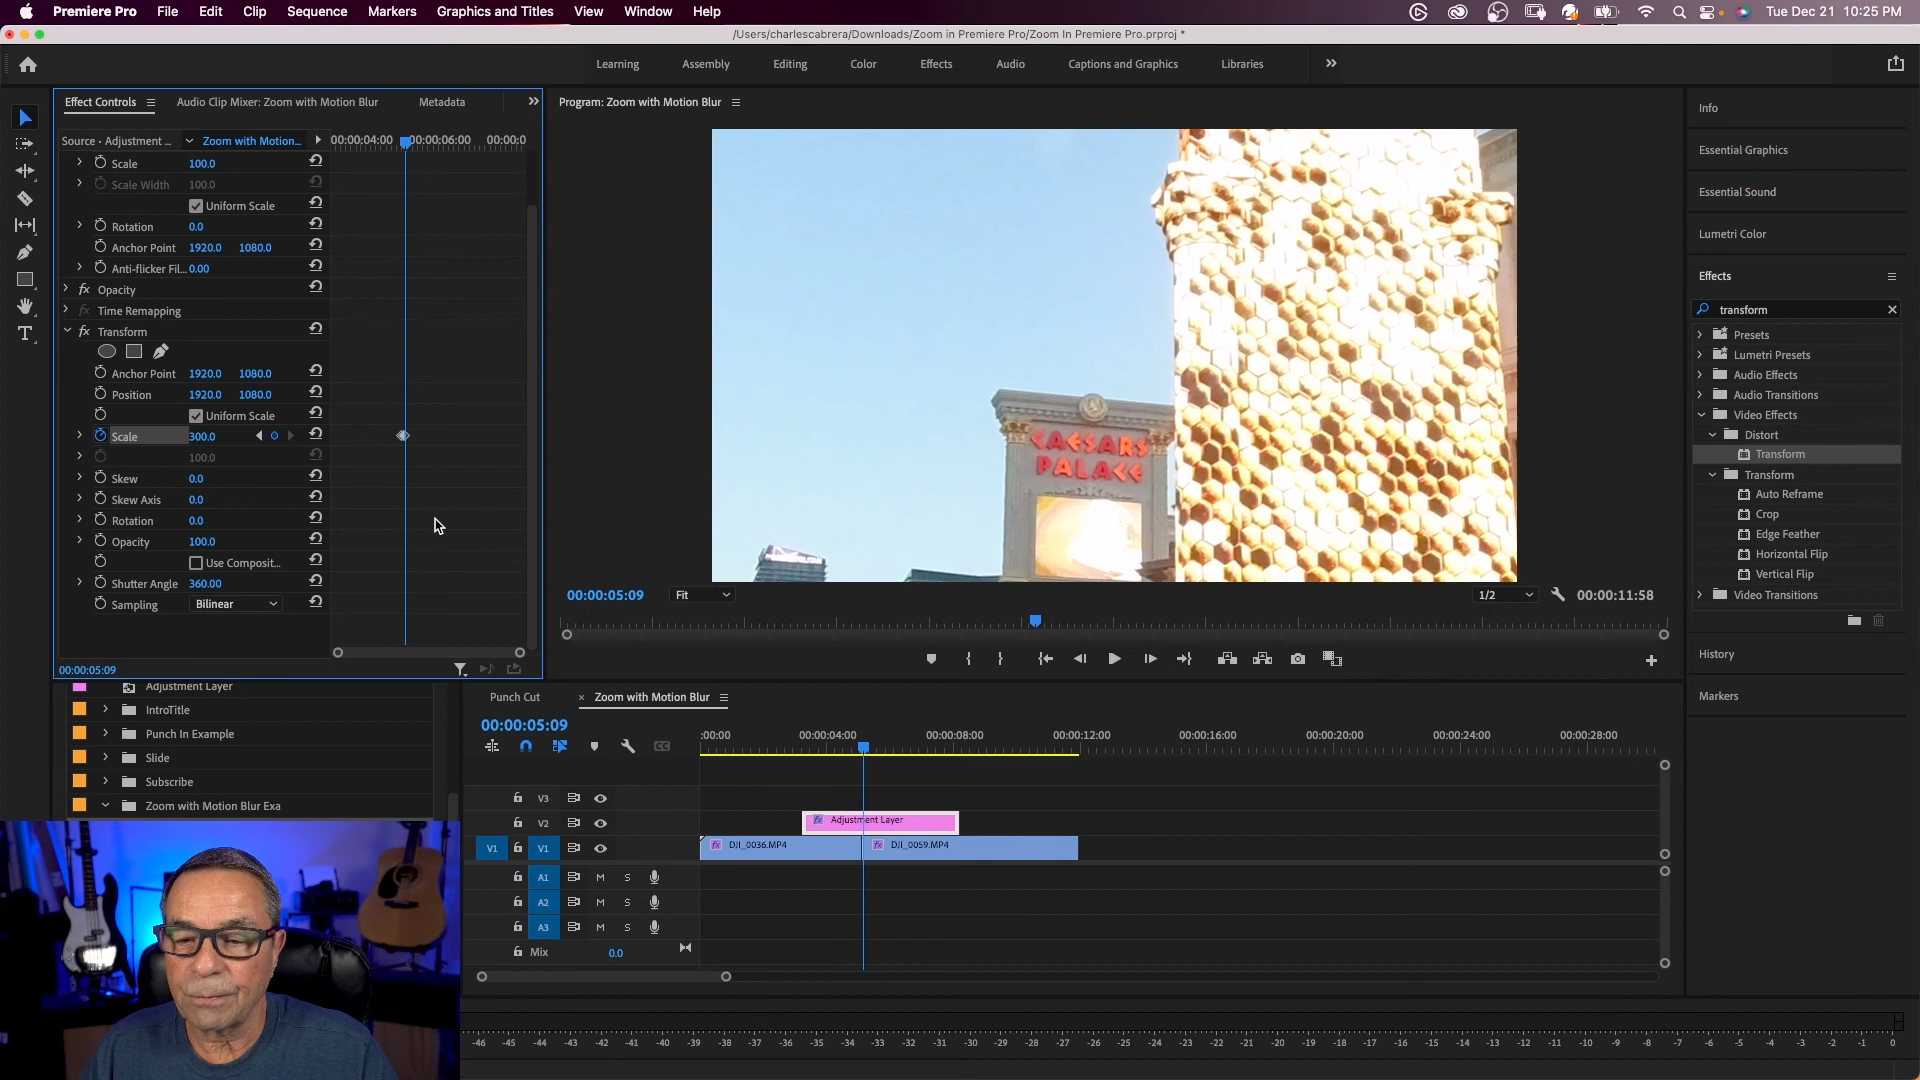 Premiere Pro File Edit Clip Sequence Markers Graphics and Titles View Window Help
Tue Dec 21 10:25 PM
/Users/charlescabrera/Downloads/Zoom in Premiere Pro/Zoom In Premiere Pro.prproj *
Learning Assembly Editing Color Effects Audio Captions and Graphics Libraries
Effect Controls Audio Clip Mixer: Zoom with Motion Blur Metadata
Source · Adjustment ... Zoom with Motion... 00:00:04:00 00:00:06:00 00:00:0
Scale 100.0
Scale Width 100.0
Uniform Scale
Rotation 0.0
Anchor Point 1920.0 1080.0
Anti-flicker Fil... 0.00
fx Opacity
fx Time Remapping
fx Transform
Anchor Point 1920.0 1080.0
Position 1920.0 1080.0
Uniform Scale
Scale 300.0
100.0
Skew 0.0
Skew Axis 0.0
Rotation 0.0
Opacity 100.0
Use Composit...
Shutter Angle 360.00
Sampling Bilinear
00:00:05:09
Program: Zoom with Motion Blur
CAESARS
PALACE
00:00:05:09 Fit 1/2 00:00:11:58
Info
Essential Graphics
Essential Sound
Lumetri Color
Effects
transform
Presets
Lumetri Presets
Audio Effects
Audio Transitions
Video Effects
Distort
Transform
Transform
Auto Reframe
Crop
Edge Feather
Horizontal Flip
Vertical Flip
Video Transitions
History
Markers
Adjustment Layer
IntroTitle
Punch In Example
Slide
Subscribe
Zoom with Motion Blur Exa
Punch Cut × Zoom with Motion Blur
00:00:05:09
:00:00 00:00:04:00 00:00:08:00 00:00:12:00 00:00:16:00 00:00:20:00 00:00:24:00 00:00:28:00
V3
V2 fx Adjustment Layer
V1 V1 fx DJI_0036.MP4 fx DJI_0059.MP4
A1 M S
A2 M S
A3 M S
Mix 0.0
-46 -45 -44 -43 -42 -41 -40 -39 -38 -37 -36 -35 -34 -33 -32 -31 -30 -29 -28 -27 -26 -25 -24 -23 -22 -21 -20 -19 -18 -17 -16 -15 -14 -13 -12 -11 -10 -9 -8 -7 -6 -5 -4 -3 -2 -1 0